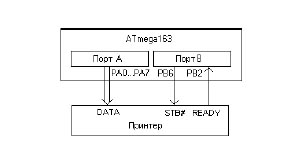 ATmega163
Порт А Порт В
PA0...PA7 PB6 PB2
DATA STB# READY
Принтер